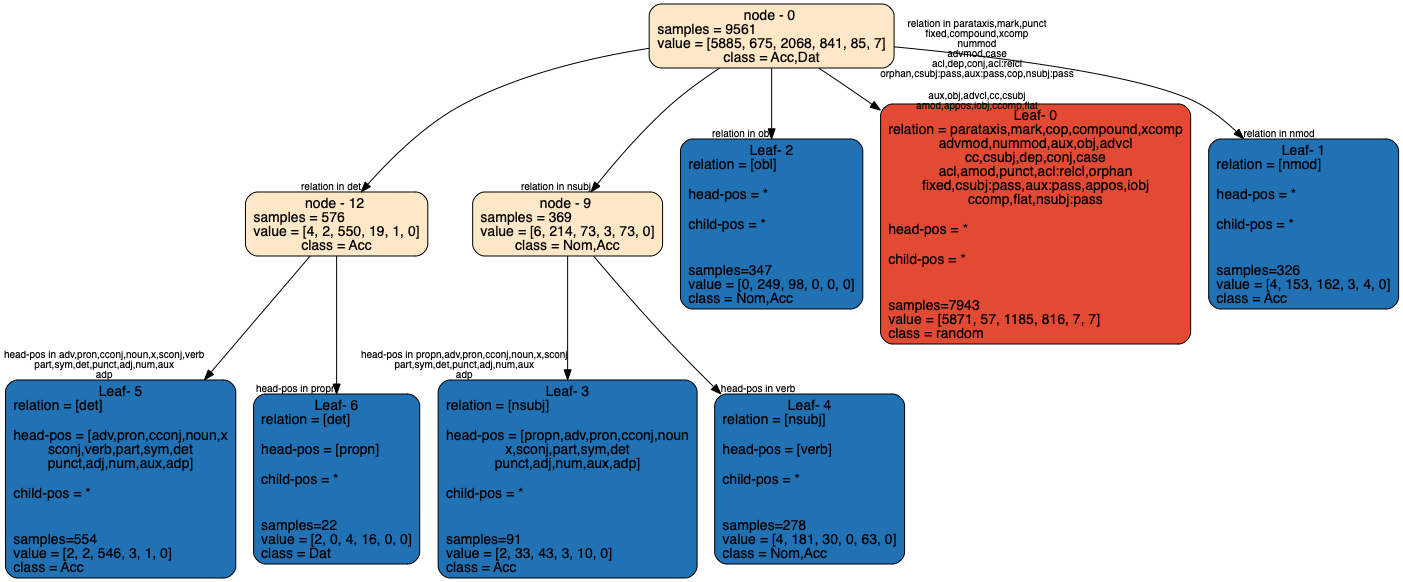 node - 0
samples = 9561
value = [5885, 675, 2068, 841, 85, 7]
class = Acc,Dat
relation in parataxis,mark,punct
fixed,compound,xcomp
nummod
advmod,case
acl,dep,conj,acl:relcl
orphan,csubj:pass,aux:pass,cop,nsubj:pass
aux,obj,advcl,cc,csubj
amod,appos,iobj,ccomp,flat
relation in det
node - 12
samples = 576
value = [4, 2, 550, 19, 1, 0]
class = Acc
relation in nsubj
node - 9
samples = 369
value = [6, 214, 73, 3, 73, 0]
class = Nom,Acc
relation in obl
Leaf- 2
relation = [obl]
head-pos = *
child-pos = *
samples=347
value = [0, 249, 98, 0, 0, 0]
class = Nom,Acc
Leaf- 0
relation = parataxis,mark,cop,compound,xcomp
advmod,nummod,aux,obj,advcl
cc,csubj,dep,conj,case
acl,amod,punct,acl:relcl,orphan
fixed,csubj:pass,aux:pass,appos,iobj
ccomp,flat,nsubj:pass
head-pos = *
child-pos = *
samples=7943
value = [5871, 57, 1185, 816, 7, 7]
class = random
relation in nmod
Leaf- 1
relation = [nmod]
head-pos = *
child-pos = *
samples=326
value = [4, 153, 162, 3, 4, 0]
class = Acc
head-pos in adv,pron,cconj,noun,x,sconj,verb
part,sym,det,punct,adj,num,aux
adp
Leaf- 5
relation = [det]
head-pos = [adv,pron,cconj,noun,x
sconj,verb,part,sym,det
punct,adj,num,aux,adp]
child-pos = *
samples=554
value = [2, 2, 546, 3, 1, 0]
class = Acc
head-pos in propn
Leaf- 6
relation = [det]
head-pos = [propn]
child-pos = *
samples=22
value = [2, 0, 4, 16, 0, 0]
class = Dat
head-pos in propn,adv,pron,cconj,noun,x,sconj
part,sym,det,punct,adj,num,aux
adp
Leaf- 3
relation = [nsubj]
head-pos = [propn,adv,pron,cconj,noun
x,sconj,part,sym,det
punct,adj,num,aux,adp]
child-pos = *
samples=91
value = [2, 33, 43, 3, 10, 0]
class = Acc
head-pos in verb
Leaf- 4
relation = [nsubj]
head-pos = [verb]
child-pos = *
samples=278
value = [4, 181, 30, 0, 63, 0]
class = Nom,Acc